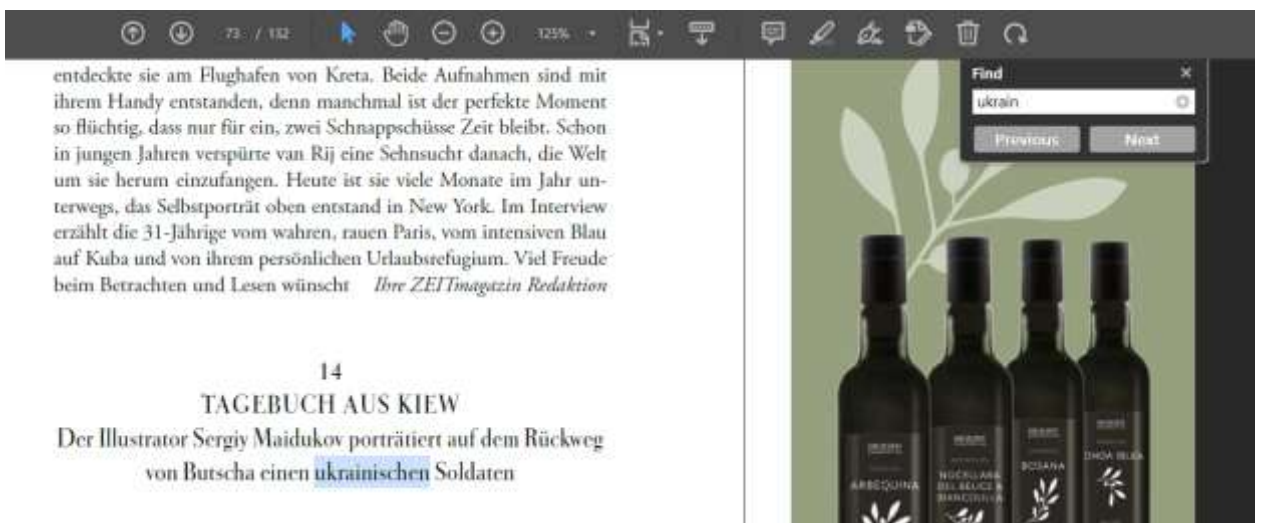 73 / 132
125%
entdeckte sie am Flughafen von Kreta. Beide Aufnahmen sind mit
ihrem Handy entstanden, denn manchmal ist der perfekte Moment
so flüchtig, dass nur für ein, zwei Schnappschüsse Zeit bleibt. Schon
in jungen Jahren verspürte van Rij eine Sehnsucht danach, die Welt
um sie herum einzufangen. Heute ist sie viele Monate im Jahr un-
terwegs, das Selbstporträt oben entstand in New York. Im Interview
erzählt die 31-Jährige vom wahren, rauen Paris, vom intensiven Blau
auf Kuba und von ihrem persönlichen Urlaubsrefugium. Viel Freude
beim Betrachten und Lesen wünscht Ihre ZEITmagazin Redaktion
14
TAGEBUCH AUS KIEW
Der Illustrator Sergiy Maidukov porträtiert auf dem Rückweg
von Butscha einen ukrainischen Soldaten
Find
ukrain
Previous Next
ARBEQUINA
NOCELLARA
DEL BELICE &
BIANCOLILLA
BOSANA